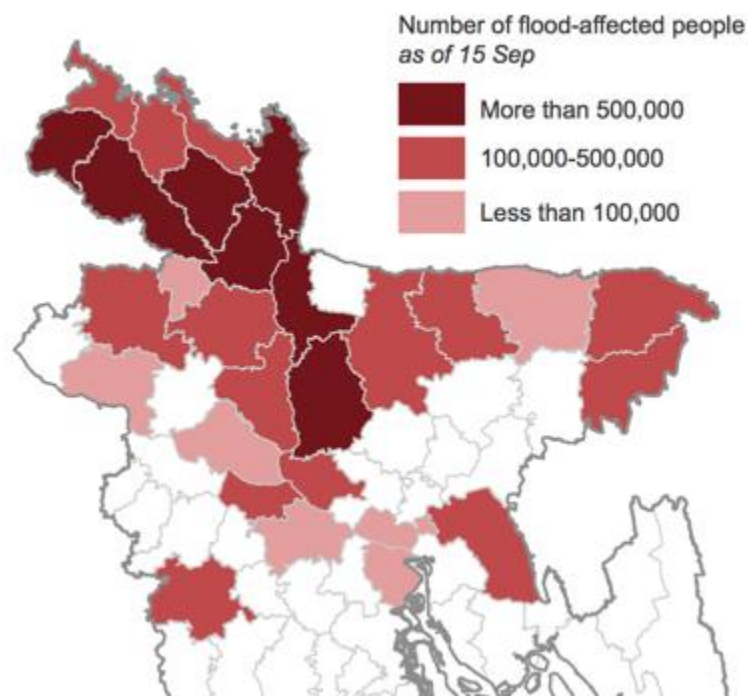 Number of flood-affected people
as of 15 Sep
More than 500,000
100,000-500,000
Less than 100,000